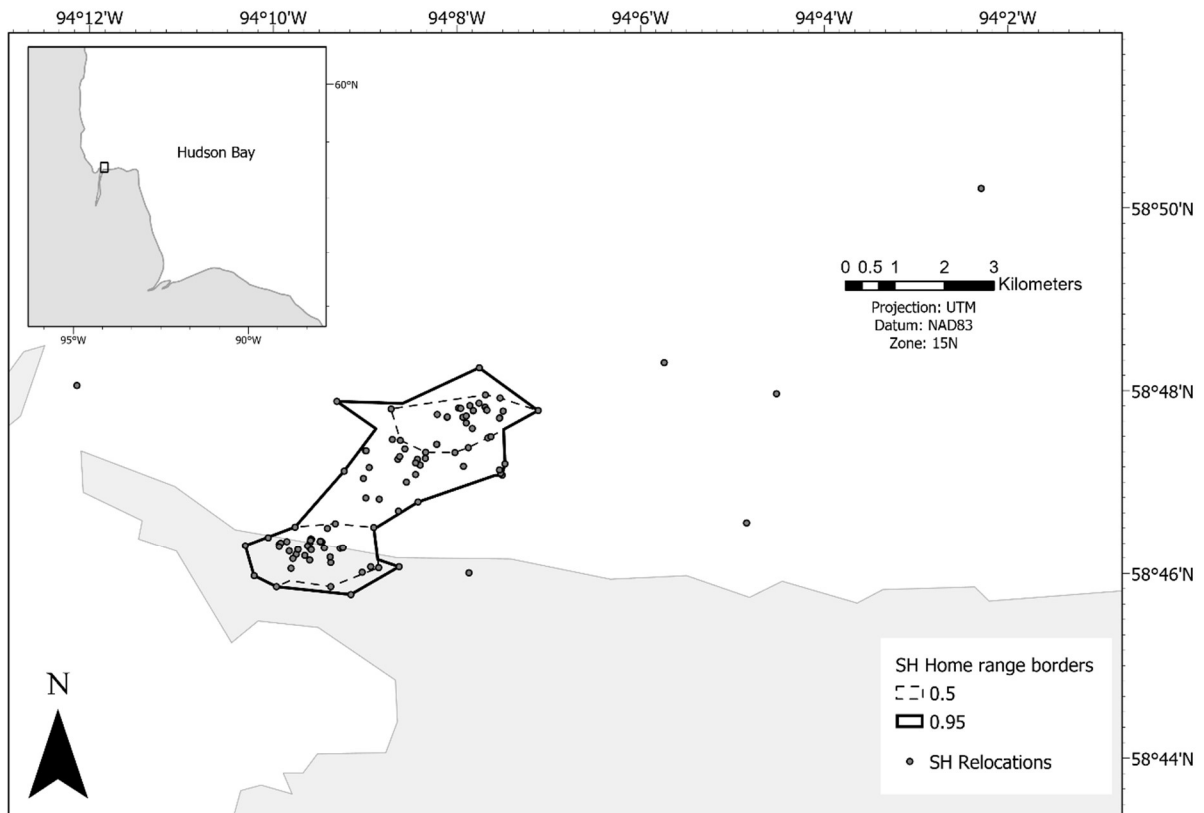 94°12'W 94°10'W 94°8'W 94°6'W 94°4'W 94°2'W
60°N
Hudson Bay
95°W 90°W
58°50'N
0 0.5 1 2 3
Kilometers
Projection: UTM
Datum: NAD83
Zone: 15N
58°48'N
58°46'N
N
SH Home range borders
0.5
0.95
SH Relocations
58°44'N